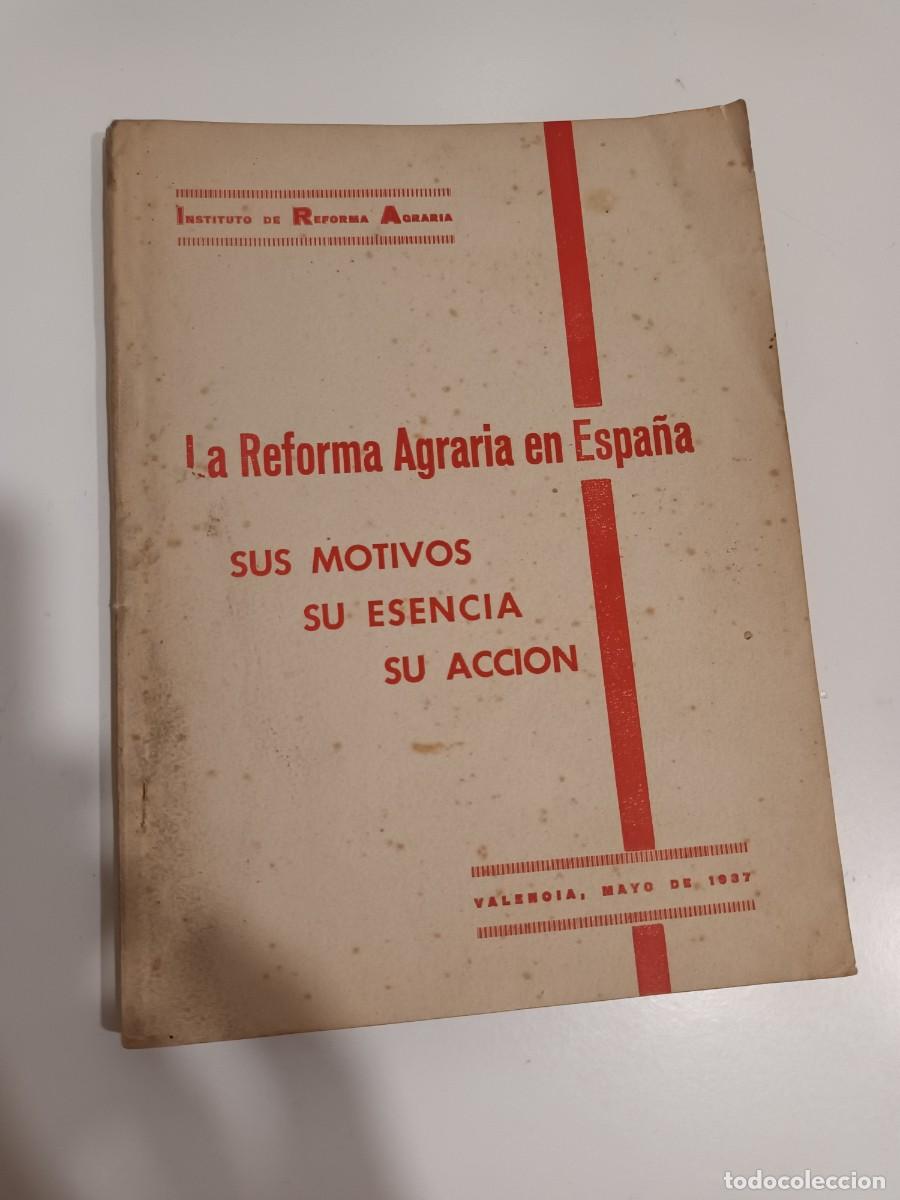 INSTITUTO DE REFORMA AGRARIA
La Reforma Agraria en España
SUS MOTIVOS
SU ESENCIA
SU ACCION
VALENCIA, MAYO DE 1937
todocoleccion